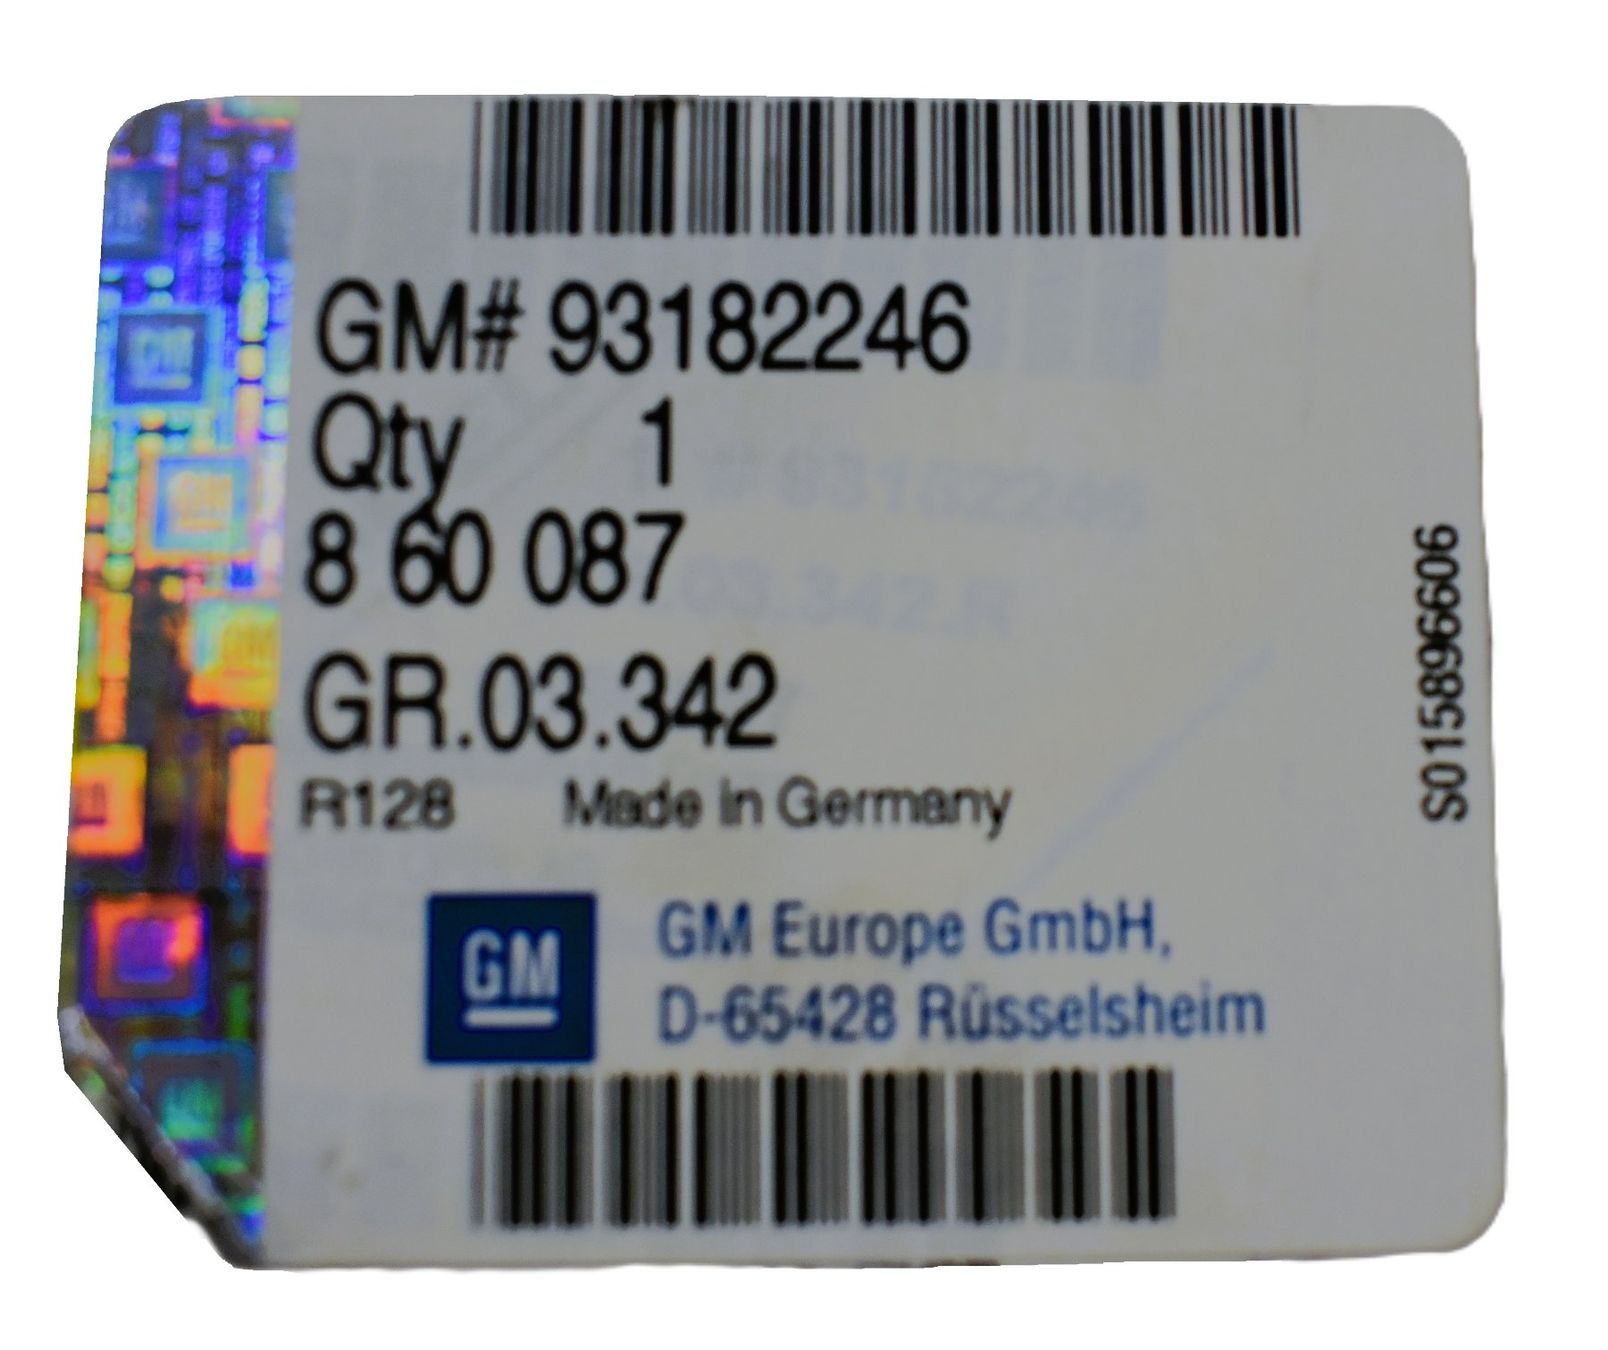 GM# 93182246
Qty 1
8 60 087
GR.03.342
R128 Made in Germany
GM
GM Europe GmbH,
D-65428 Rüsselsheim
S015896606